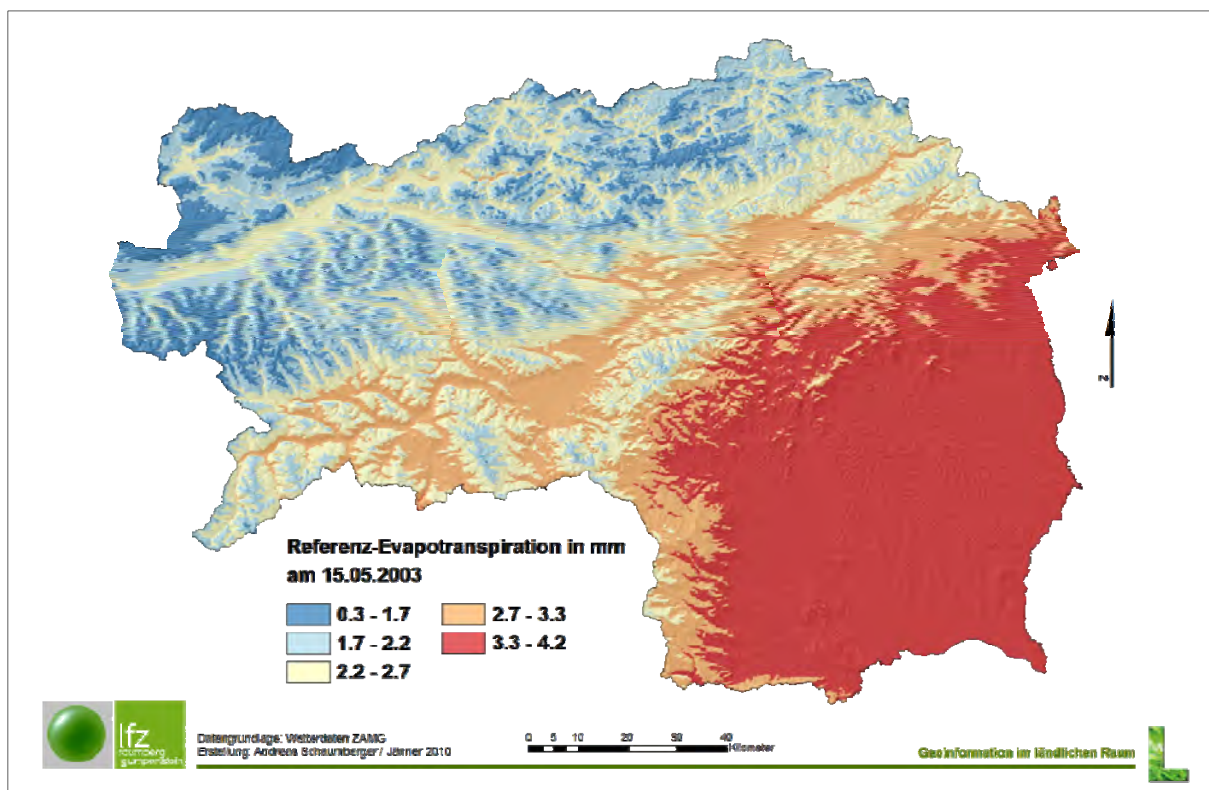 Referenz-Evapotranspiration in mm
am 15.05.2003
0.3 - 1.7
2.7 - 3.3
1.7 - 2.2
3.3 - 4.2
2.2 - 2.7
N
lfz
raumberg
gumpenstein
Datengrundlage: Wetterdaten ZAMG
Erstellung: Andreas Schaumberger / Jänner 2010
0 5 10 20 30 40
Kilometer
Geoinformation im ländlichen Raum
L